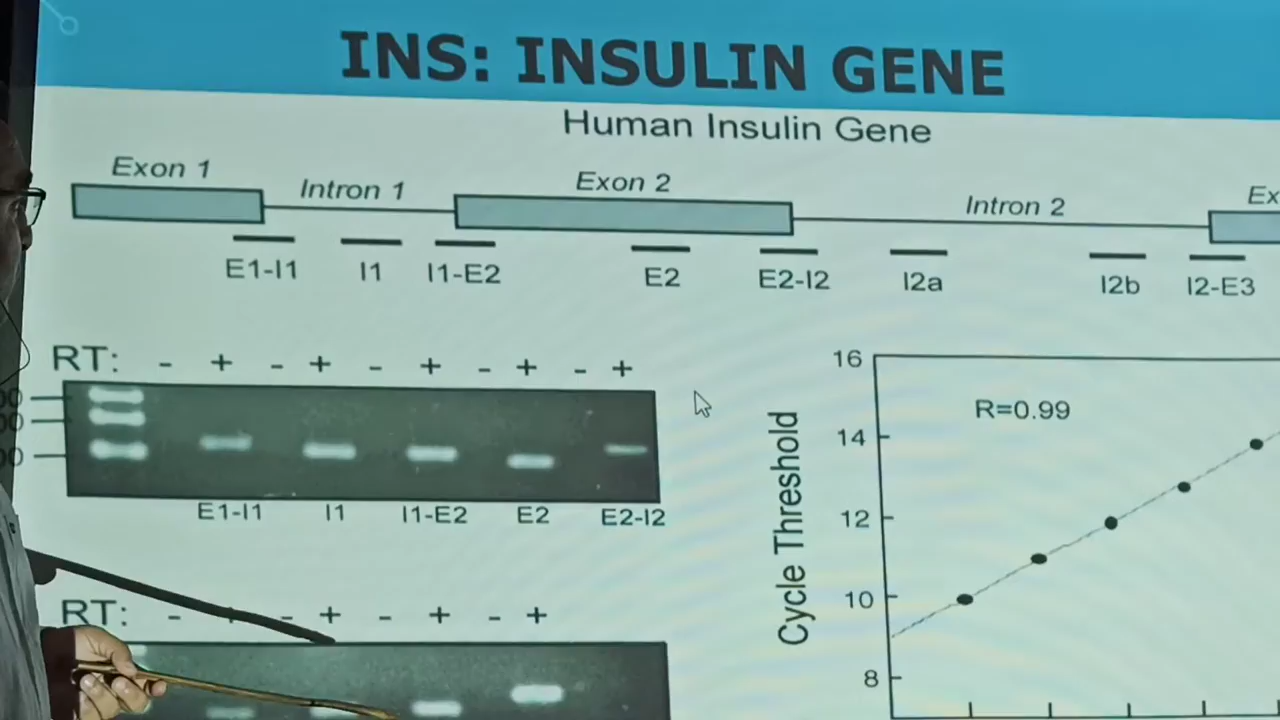 INS: INSULIN GENE
Human Insulin Gene
Exon 1
Intron 1
Exon 2
Intron 2
Ex
E1-I1 I1 I1-E2 E2 E2-I2 I2a I2b I2-E3
RT: - + - + - + - + - +
E1-I1 I1 I1-E2 E2 E2-I2
RT: - + - + - + - +
Cycle Threshold
16
14
12
10
8
R=0.99